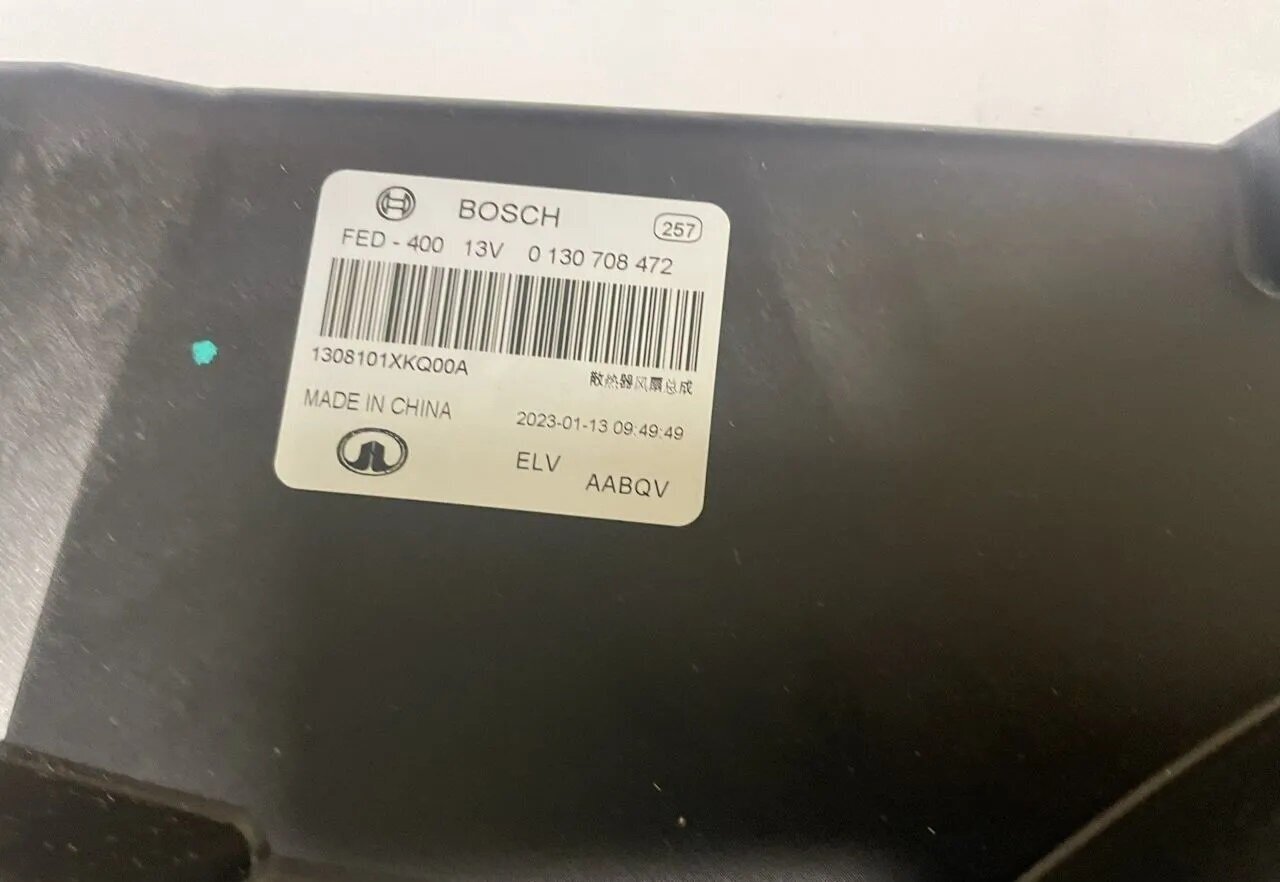 BOSCH
257
FED - 400 13V 0 130 708 472
1308101XKQ00A
散热器风扇总成
MADE IN CHINA
2023-01-13 09:49:49
ELV
AABQV